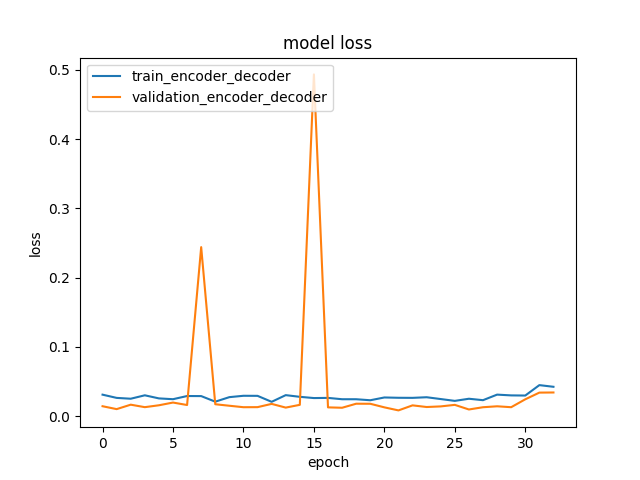 model loss
train_encoder_decoder
validation_encoder_decoder
0.5
0.4
0.3
0.2
0.1
0.0
loss
0 5 10 15 20 25 30
epoch